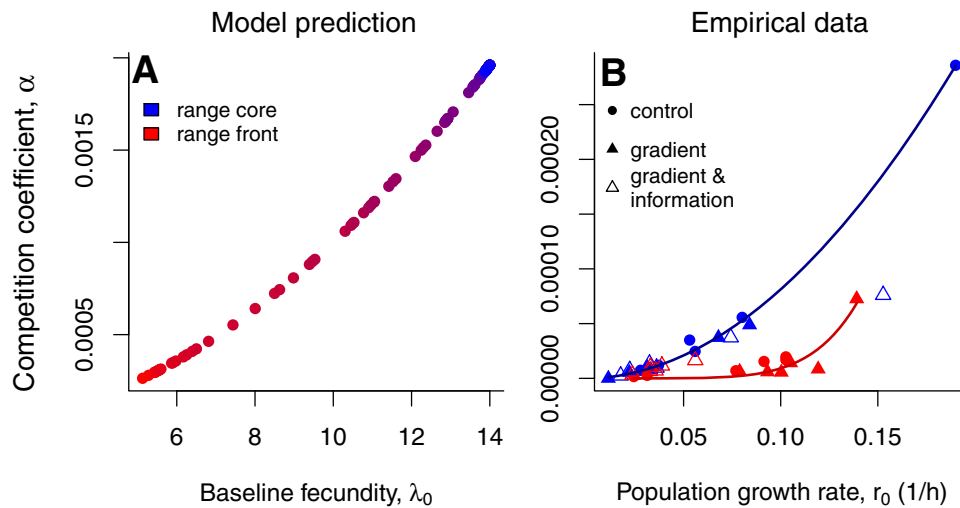 Model prediction
Empirical data
A
range core
range front
Competition coefficient, α
0.0005
0.0015
6
8
10
12
14
Baseline fecundity, λ0
B
control
gradient
gradient &
information
0.00000
0.00010
0.00020
0.05
0.10
0.15
Population growth rate, r0 (1/h)